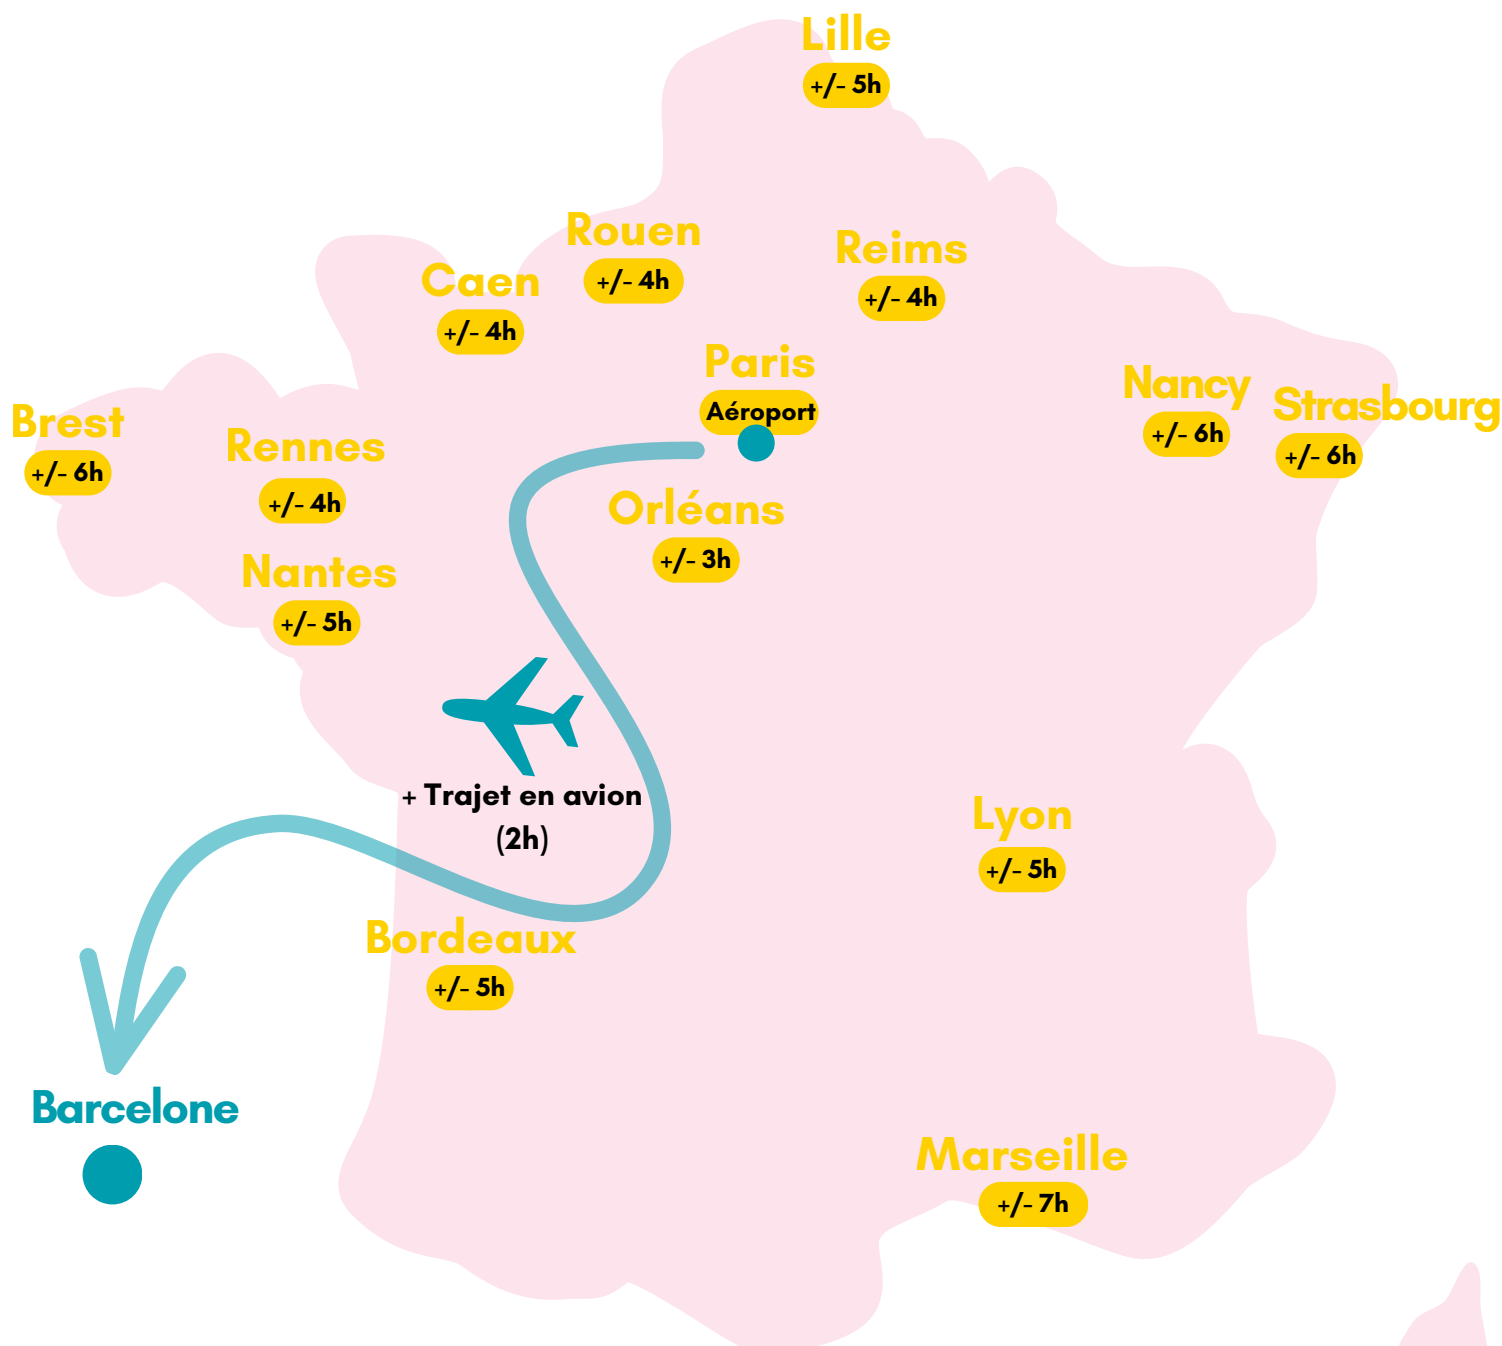 Lille
+/- 5h
Rouen
+/- 4h
Reims
+/- 4h
Caen
+/- 4h
Paris
Aéroport
Nancy
+/- 6h
Strasbourg
+/- 6h
Brest
+/- 6h
Rennes
+/- 4h
Orléans
+/- 3h
Nantes
+/- 5h
+ Trajet en avion
(2h)
Lyon
+/- 5h
Bordeaux
+/- 5h
Barcelone
Marseille
+/- 7h